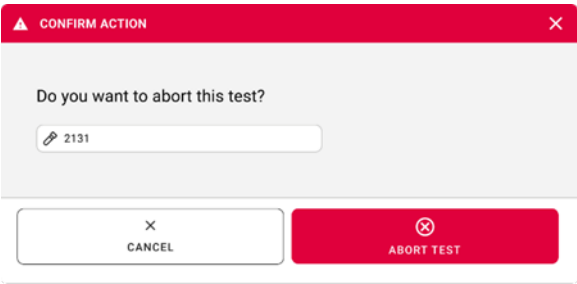 CONFIRM ACTION
Do you want to abort this test?
2131
CANCEL
ABORT TEST